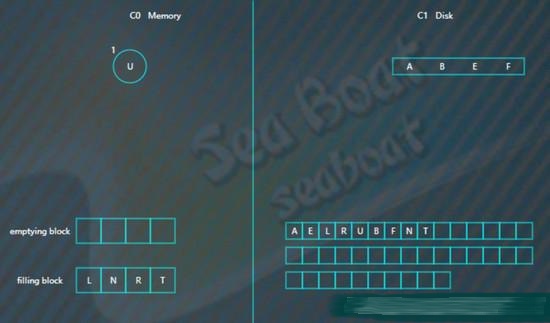 C0 Memory
C1 Disk
1
U
A B E F
Sea Boat
seaboat
emptying block
A E L R U B F N T
filling block
L N R T